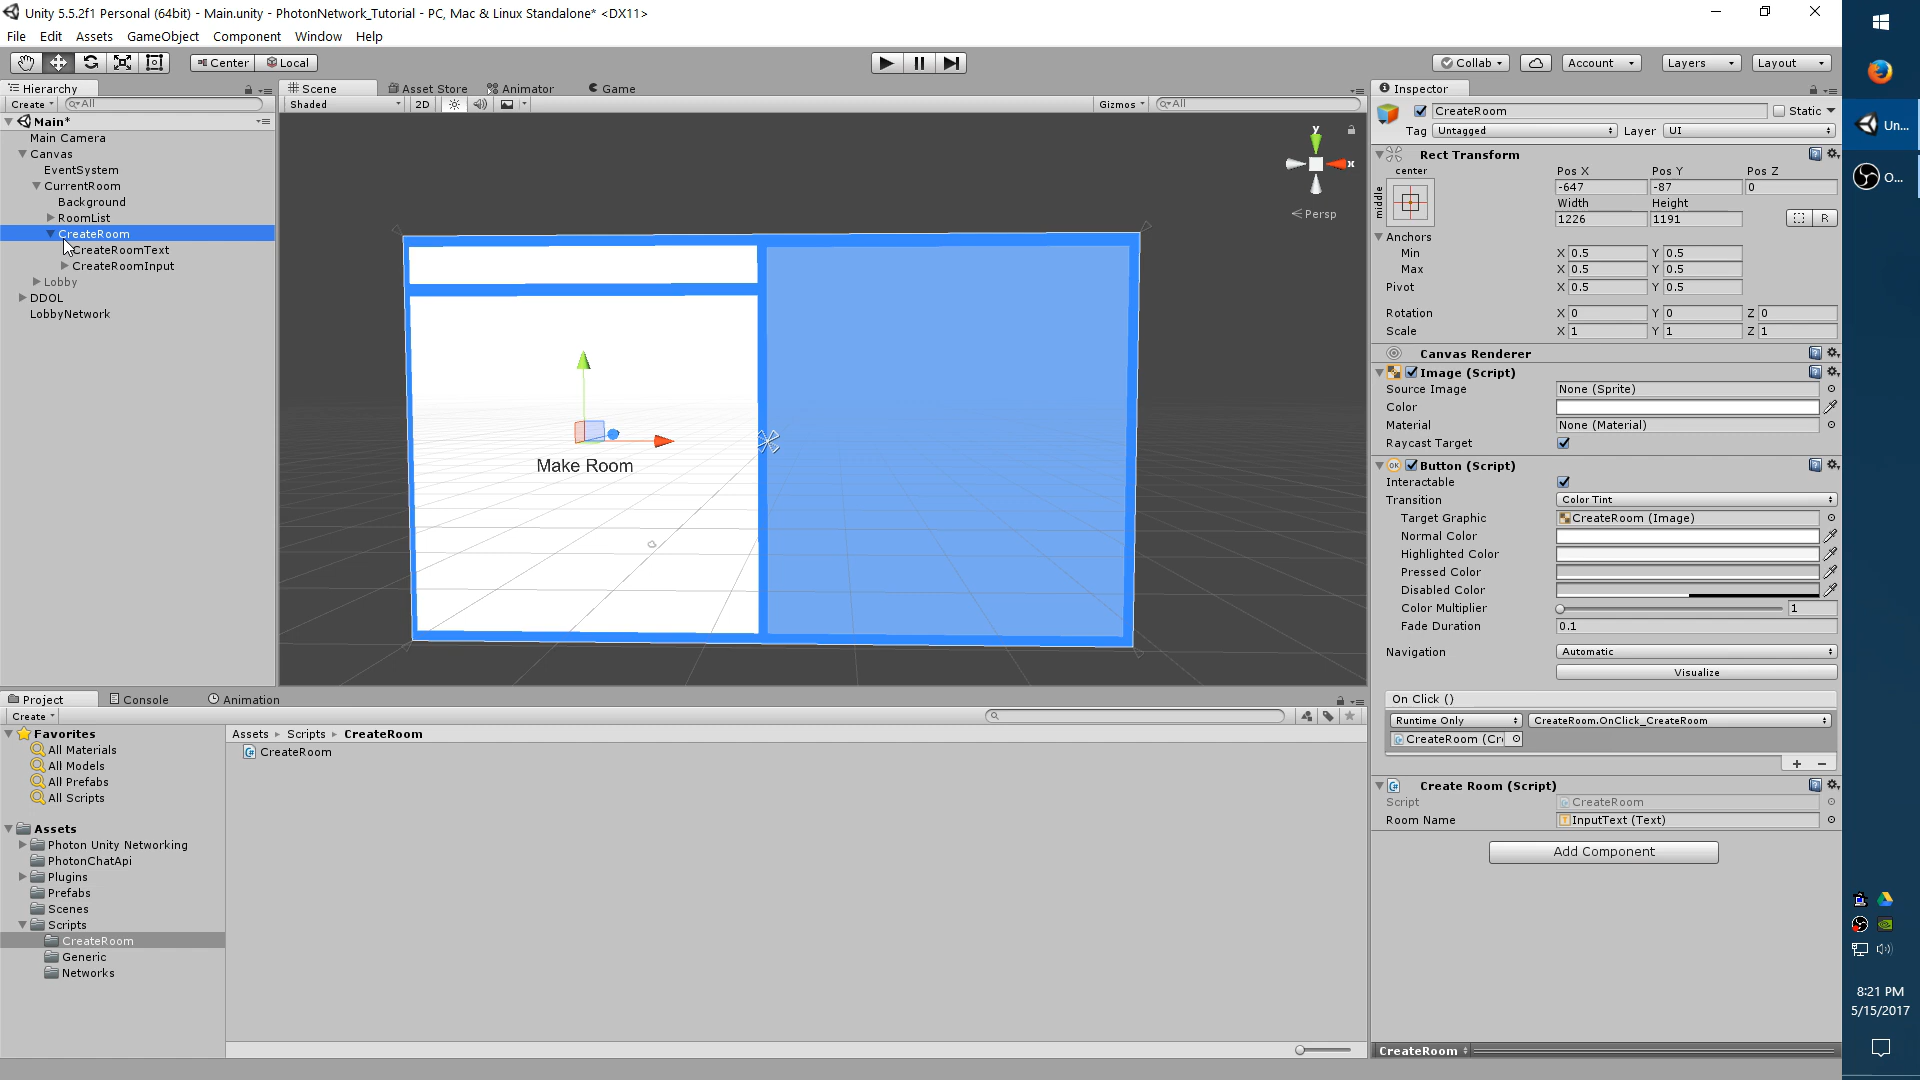 Unity 5.5.2f1 Personal (64bit) - Main.unity - PhotonNetwork_Tutorial - PC, Mac & Linux Standalone* <DX11>
File Edit Assets GameObject Component Window Help
Center Local Collab Account Layers Layout
Hierarchy Scene Asset Store Animator Game Inspector
Create All Shaded 2D Gizmos All
CreateRoom Static
Main*
Main Camera
Canvas
EventSystem
CurrentRoom
Background
RoomList
CreateRoom
CreateRoomText
CreateRoomInput
Lobby
DDOL
LobbyNetwork
y
x
Persp
Make Room
Tag Untagged Layer UI
Rect Transform
center
middle
Pos X Pos Y Pos Z
-647 -87 0
Width Height
1226 1191 R
Anchors
Min X 0.5 Y 0.5
Max X 0.5 Y 0.5
Pivot X 0.5 Y 0.5
Rotation X 0 Y 0 Z 0
Scale X 1 Y 1 Z 1
Canvas Renderer
Image (Script)
Source Image None (Sprite)
Color
Material None (Material)
Raycast Target
OK Button (Script)
Interactable
Transition Color Tint
Target Graphic CreateRoom (Image)
Normal Color
Highlighted Color
Pressed Color
Disabled Color
Color Multiplier 1
Fade Duration 0.1
Navigation Automatic
Visualize
On Click ()
Runtime Only CreateRoom.OnClick_CreateRoom
CreateRoom (Cr
+ −
Create Room (Script)
Script CreateRoom
Room Name InputText (Text)
Add Component
CreateRoom
Project Console Animation
Create
Favorites
All Materials
All Models
All Prefabs
All Scripts
Assets
Photon Unity Networking
PhotonChatApi
Plugins
Prefabs
Scenes
Scripts
CreateRoom
Generic
Networks
Assets Scripts CreateRoom
CreateRoom
Un...
O...
8:21 PM
5/15/2017